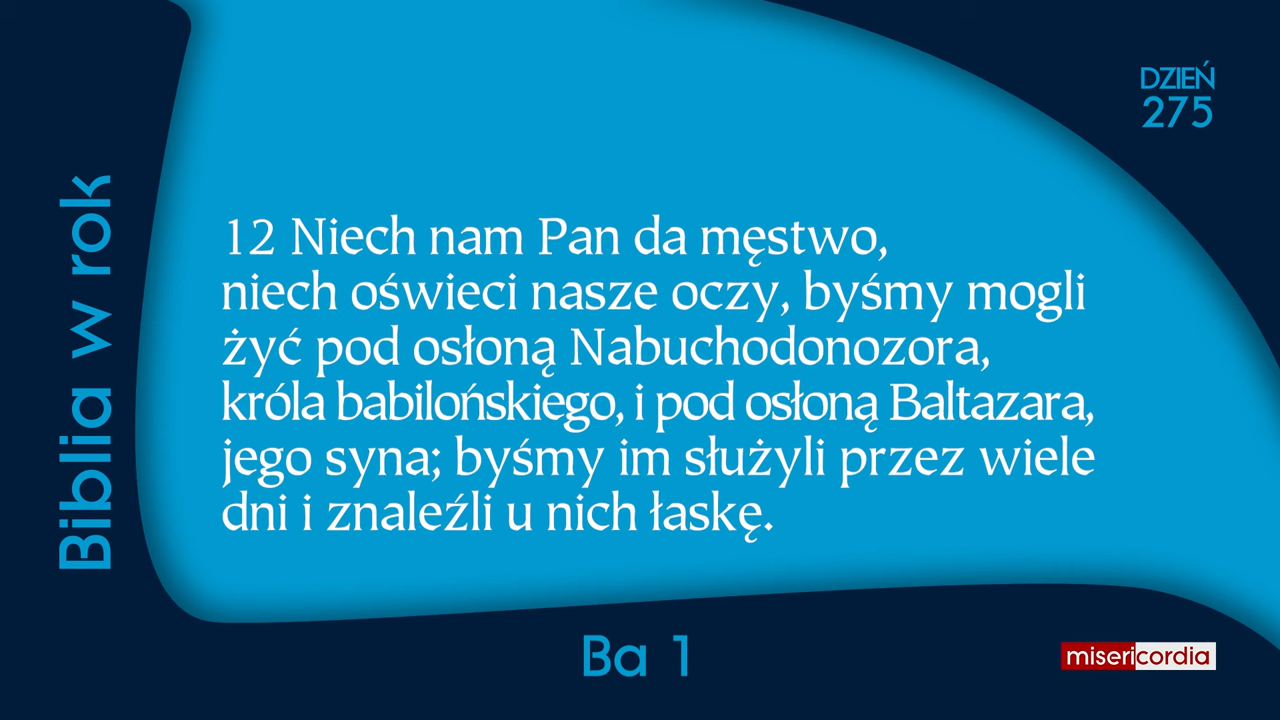 DZIEŃ
275
Biblia w rok
12 Niech nam Pan da męstwo,
niech oświeci nasze oczy, byśmy mogli
żyć pod osłoną Nabuchodonozora,
króla babilońskiego, i pod osłoną Baltazara,
jego syna; byśmy im służyli przez wiele
dni i znaleźli u nich łaskę.
Ba 1
misericordia